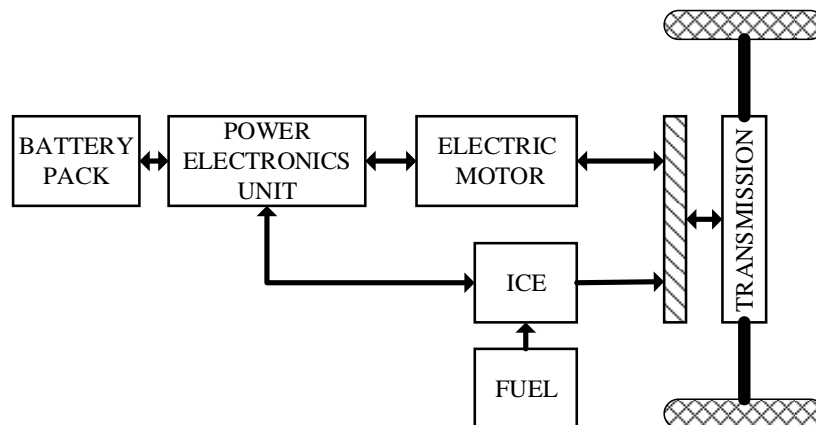 BATTERY
PACK
POWER
ELECTRONICS
UNIT
ELECTRIC
MOTOR
TRANSMISSION
ICE
FUEL